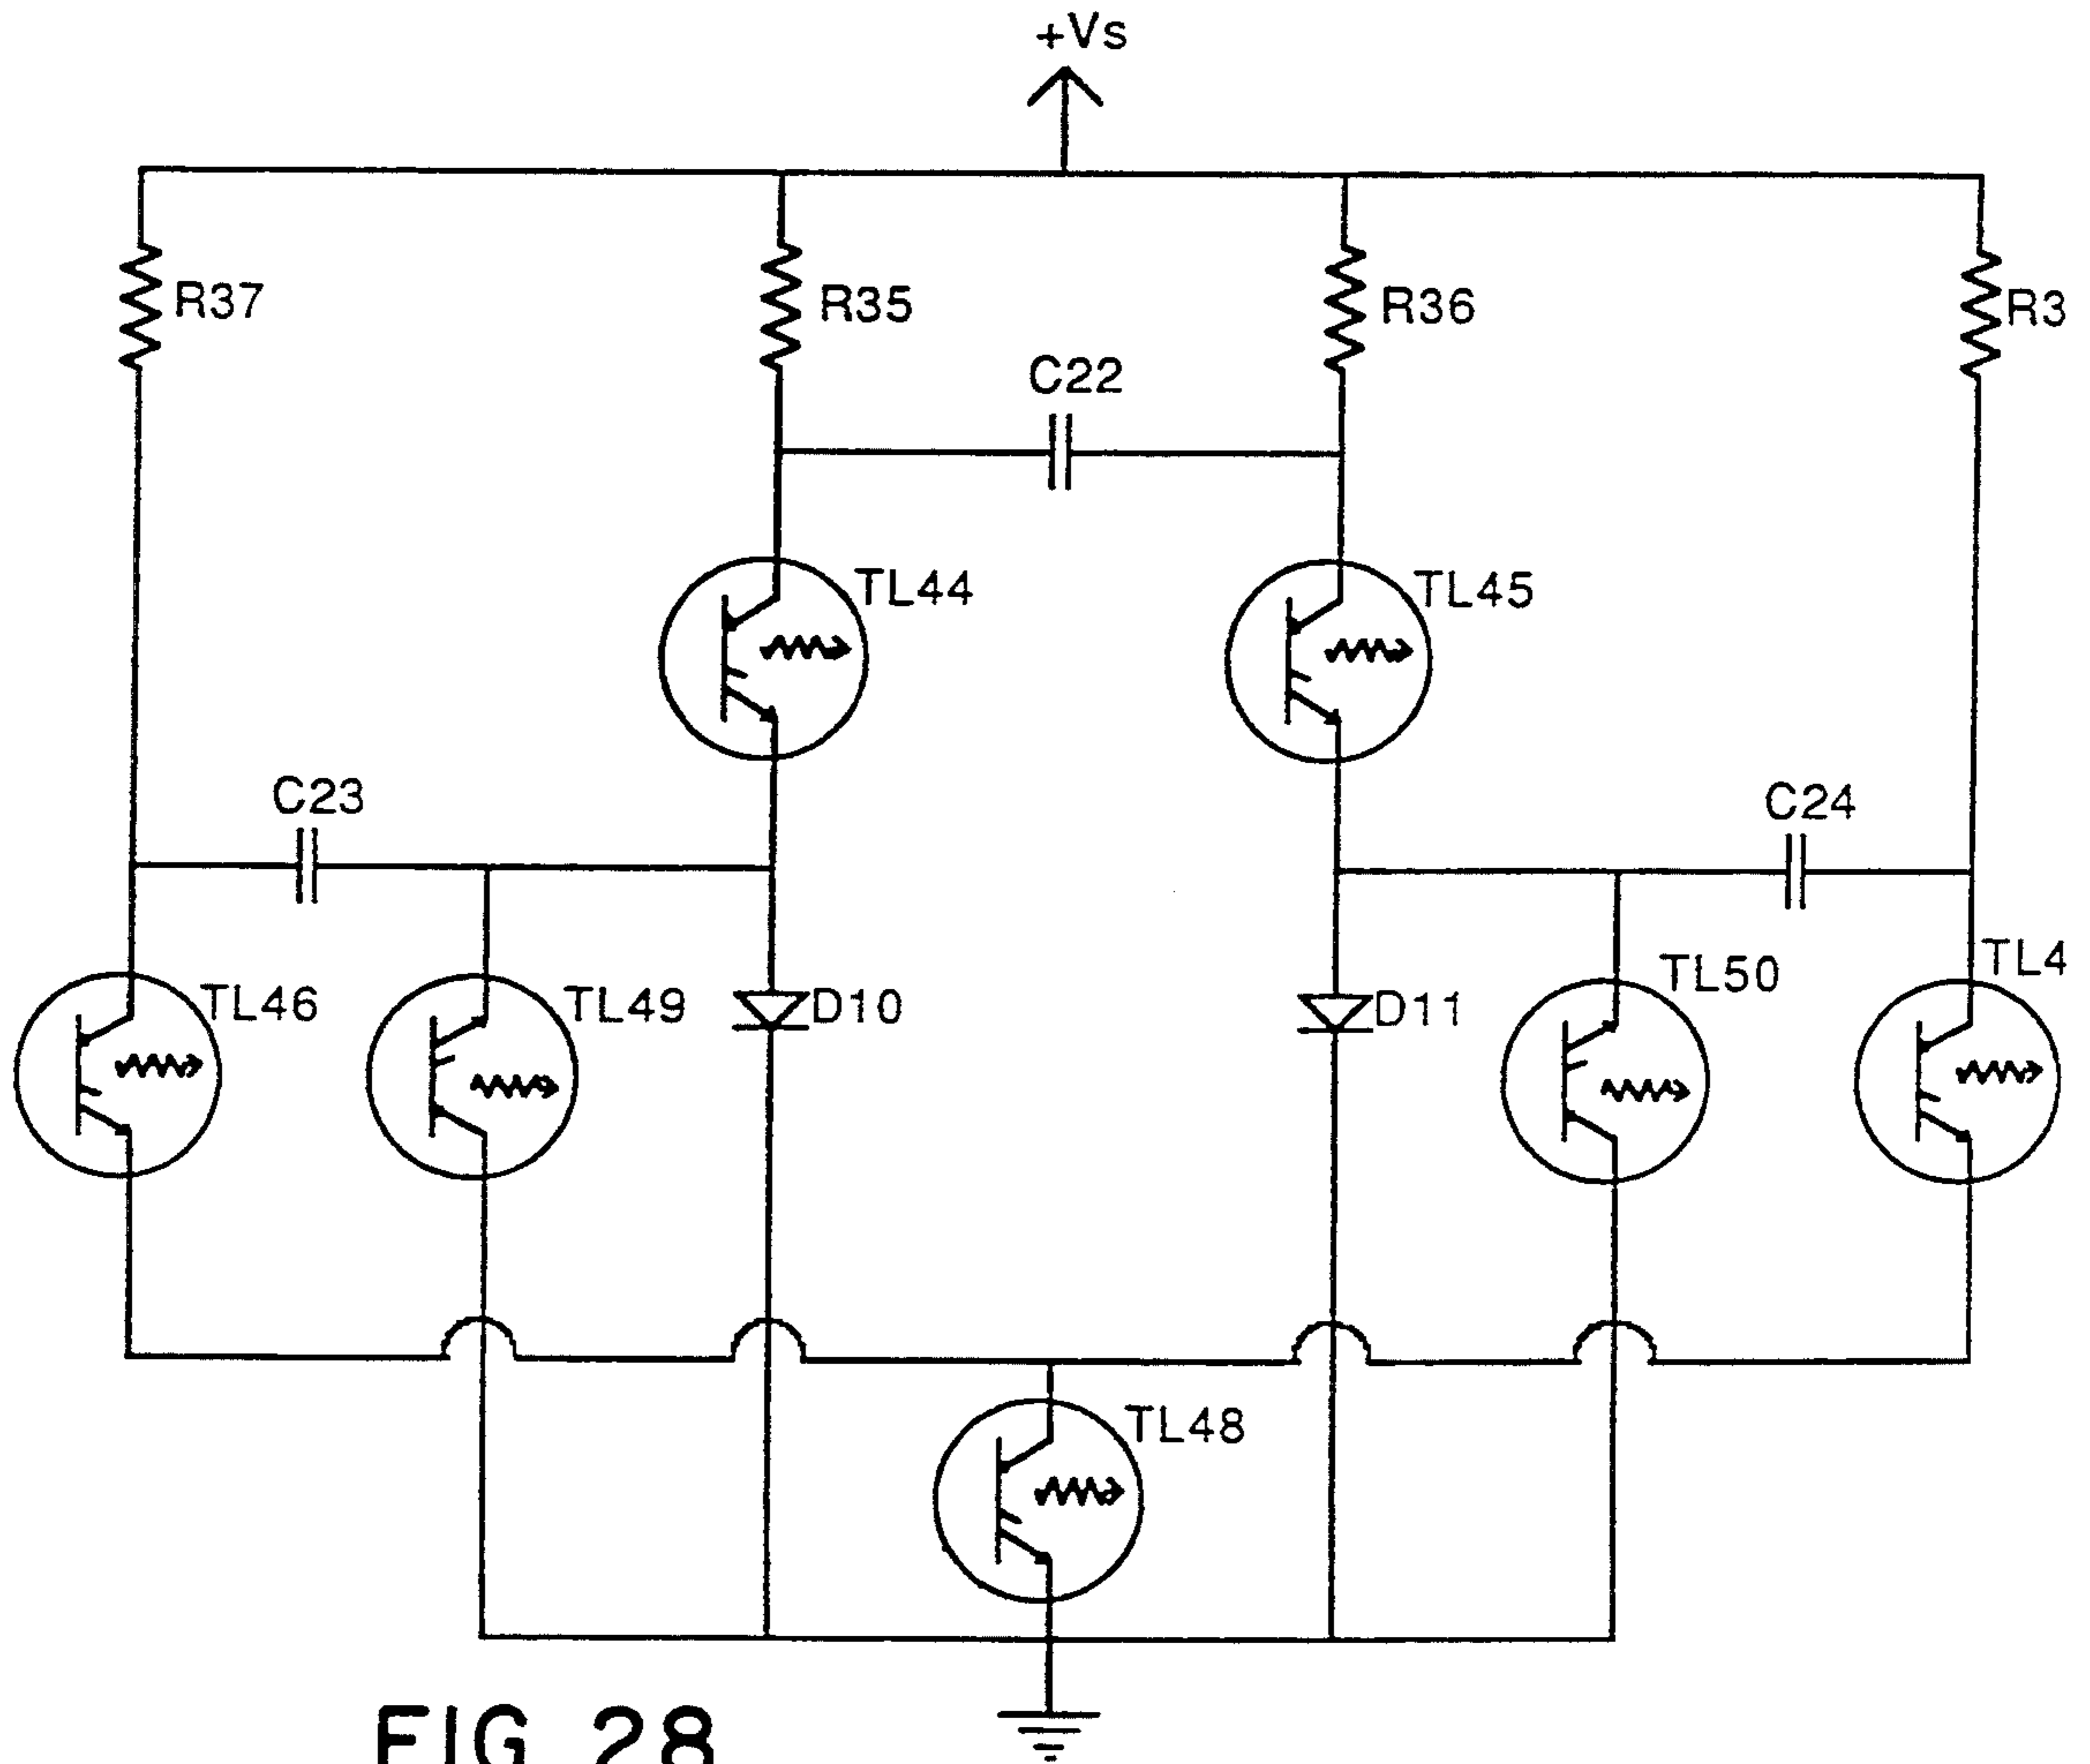 +Vs
R37
R35
R36
R3
C22
TL44
TL45
C23
C24
TL46
TL49
D10
D11
TL50
TL4
TL48
FIG 28